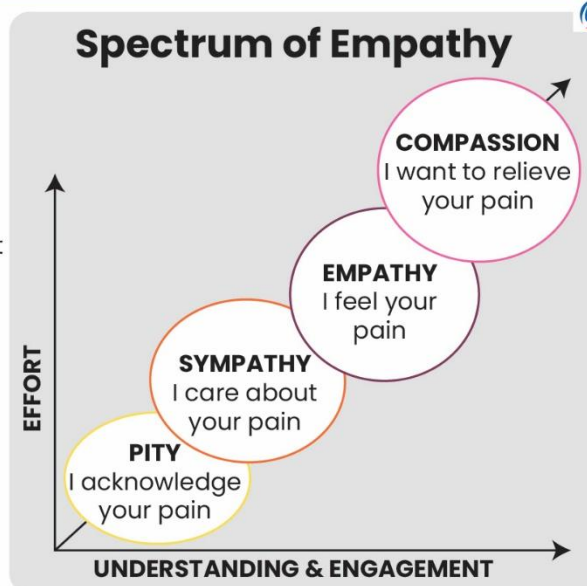 Spectrum of Empathy
COMPASSION
I want to relieve
your pain
EMPATHY
I feel your
pain
SYMPATHY
I care about
your pain
PITY
I acknowledge
your pain
EFFORT
UNDERSTANDING & ENGAGEMENT